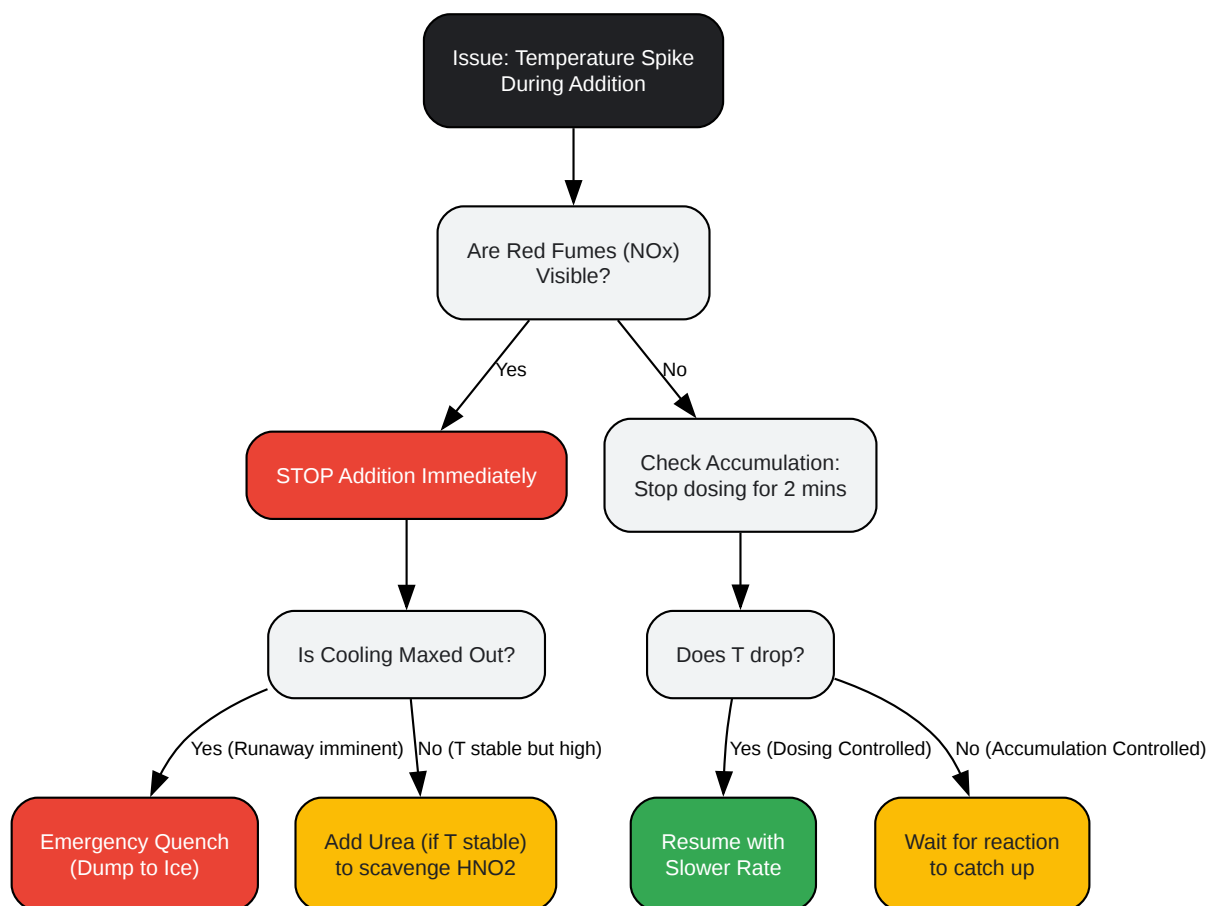 Issue: Temperature Spike
During Addition
Are Red Fumes (NOx)
Visible?
Yes
No
STOP Addition Immediately
Check Accumulation:
Stop dosing for 2 mins
Is Cooling Maxed Out?
Does T drop?
Yes (Runaway imminent)
No (T stable but high)
Yes (Dosing Controlled)
No (Accumulation Controlled)
Emergency Quench
(Dump to Ice)
Add Urea (if T stable)
to scavenge HNO2
Resume with
Slower Rate
Wait for reaction
to catch up